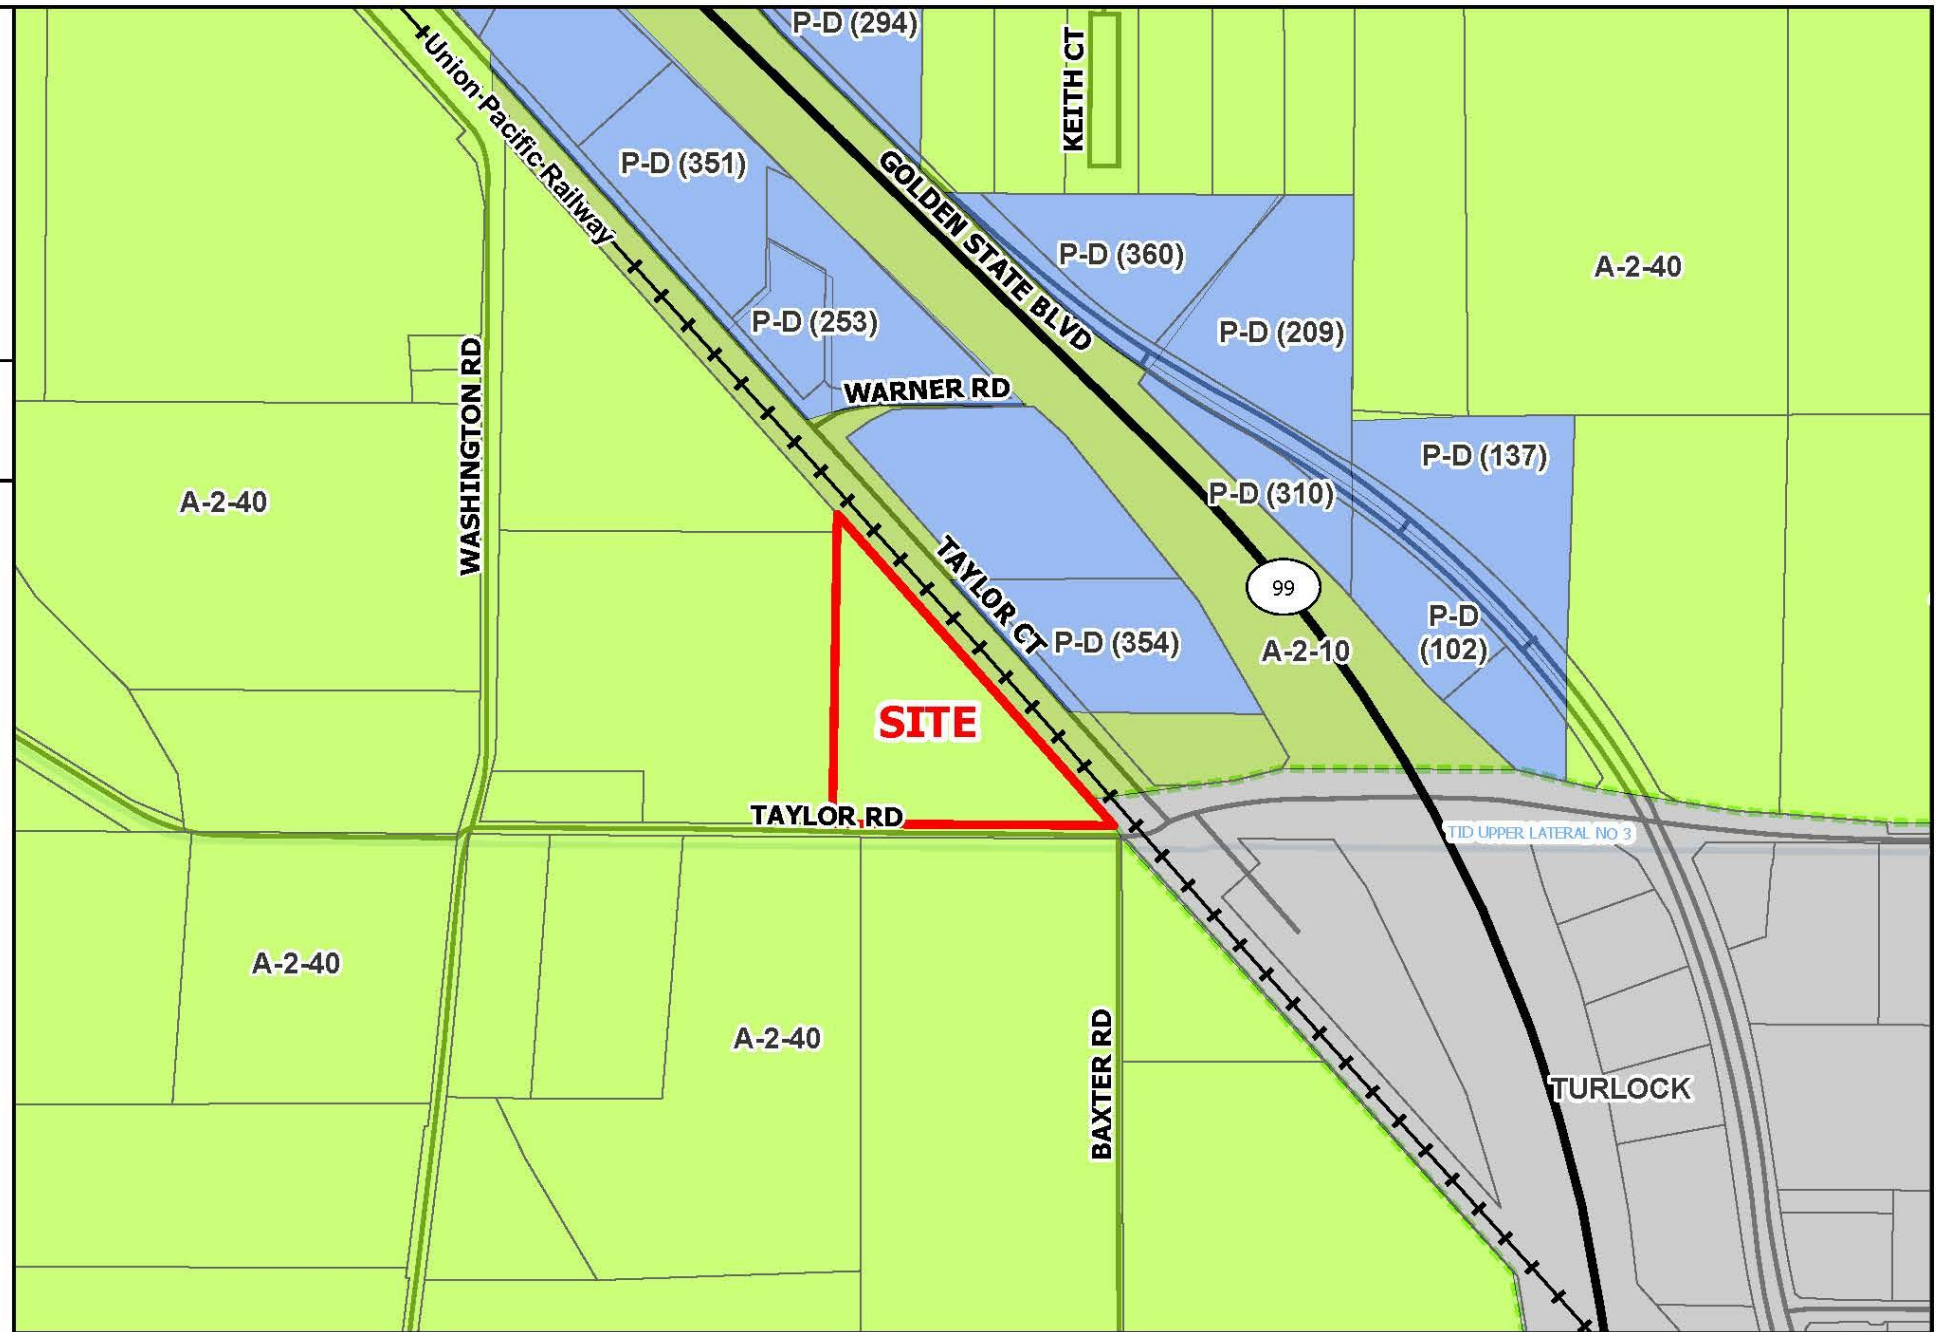 P-D (294)
KEITH CT
Union Pacific Railway
P-D (351)
GOLDEN STATE BLVD
P-D (360)
A-2-40
P-D (253)
P-D (209)
WASHINGTON RD
WARNER RD
P-D (137)
A-2-40
P-D (310)
TAYLOR CT
99
P-D (354)
A-2-10
P-D
(102)
SITE
TAYLOR RD
TID UPPER LATERAL NO 3
A-2-40
A-2-40
BAXTER RD
TURLOCK